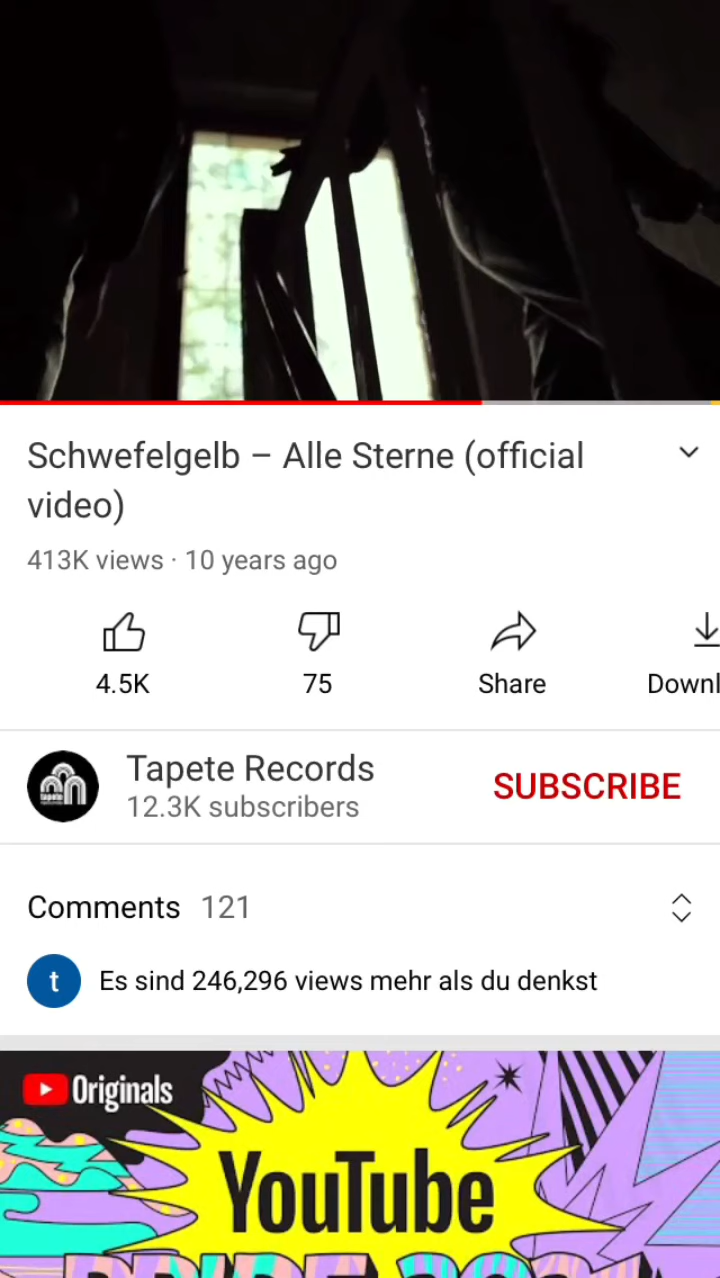 Schwefelgelb – Alle Sterne (official
video)
413K views · 10 years ago
4.5K
75
Share
Downl
Tapete Records
12.3K subscribers
SUBSCRIBE
Comments 121
t
Es sind 246,296 views mehr als du denkst
Originals
YouTube